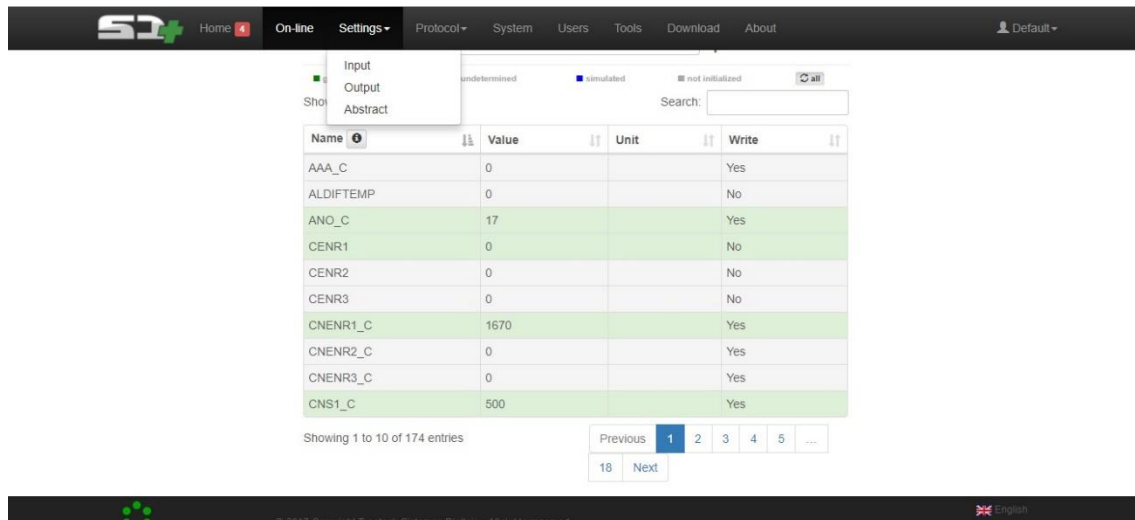 SD+ Home 4 On-line Settings Protocol System Users Tools Download About Default
Input
Output
Abstract
undetermined simulated not initialized all
Search:
Name Value Unit Write
AAA_C 0 Yes
ALDIFTEMP 0 No
ANO_C 17 Yes
CENR1 0 No
CENR2 0 No
CENR3 0 No
CNENR1_C 1670 Yes
CNENR2_C 0 Yes
CNENR3_C 0 Yes
CNS1_C 500 Yes
Showing 1 to 10 of 174 entries
Previous 1 2 3 4 5 ...
18 Next
English